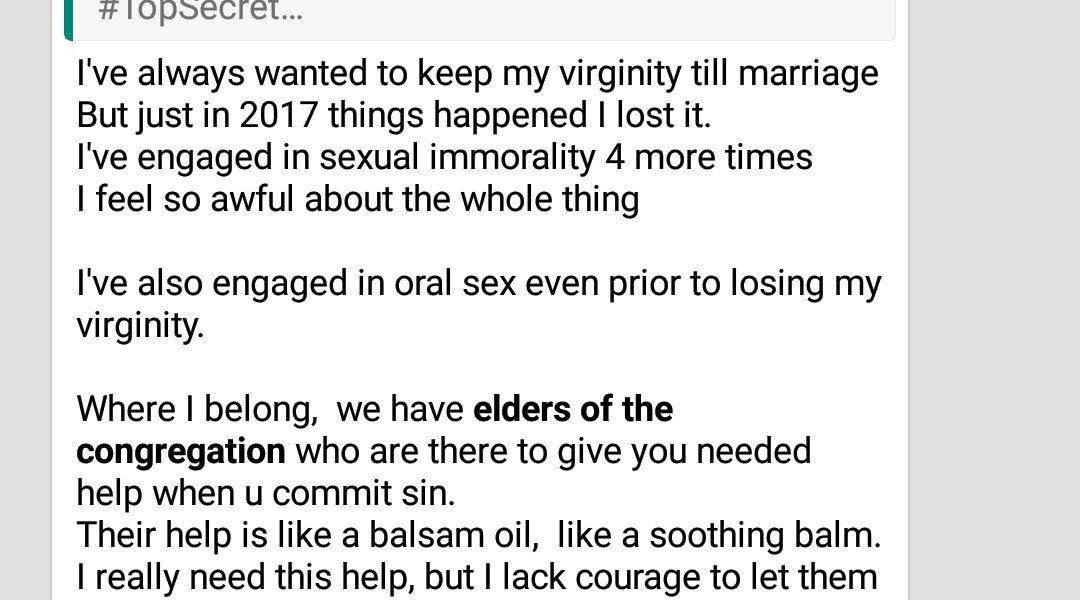 #TopSecret...
I've always wanted to keep my virginity till marriage
But just in 2017 things happened I lost it.
I've engaged in sexual immorality 4 more times
I feel so awful about the whole thing
I've also engaged in oral sex even prior to losing my
virginity.
Where I belong,  we have elders of the
congregation who are there to give you needed
help when u commit sin.
Their help is like a balsam oil,  like a soothing balm.
I really need this help, but I lack courage to let them